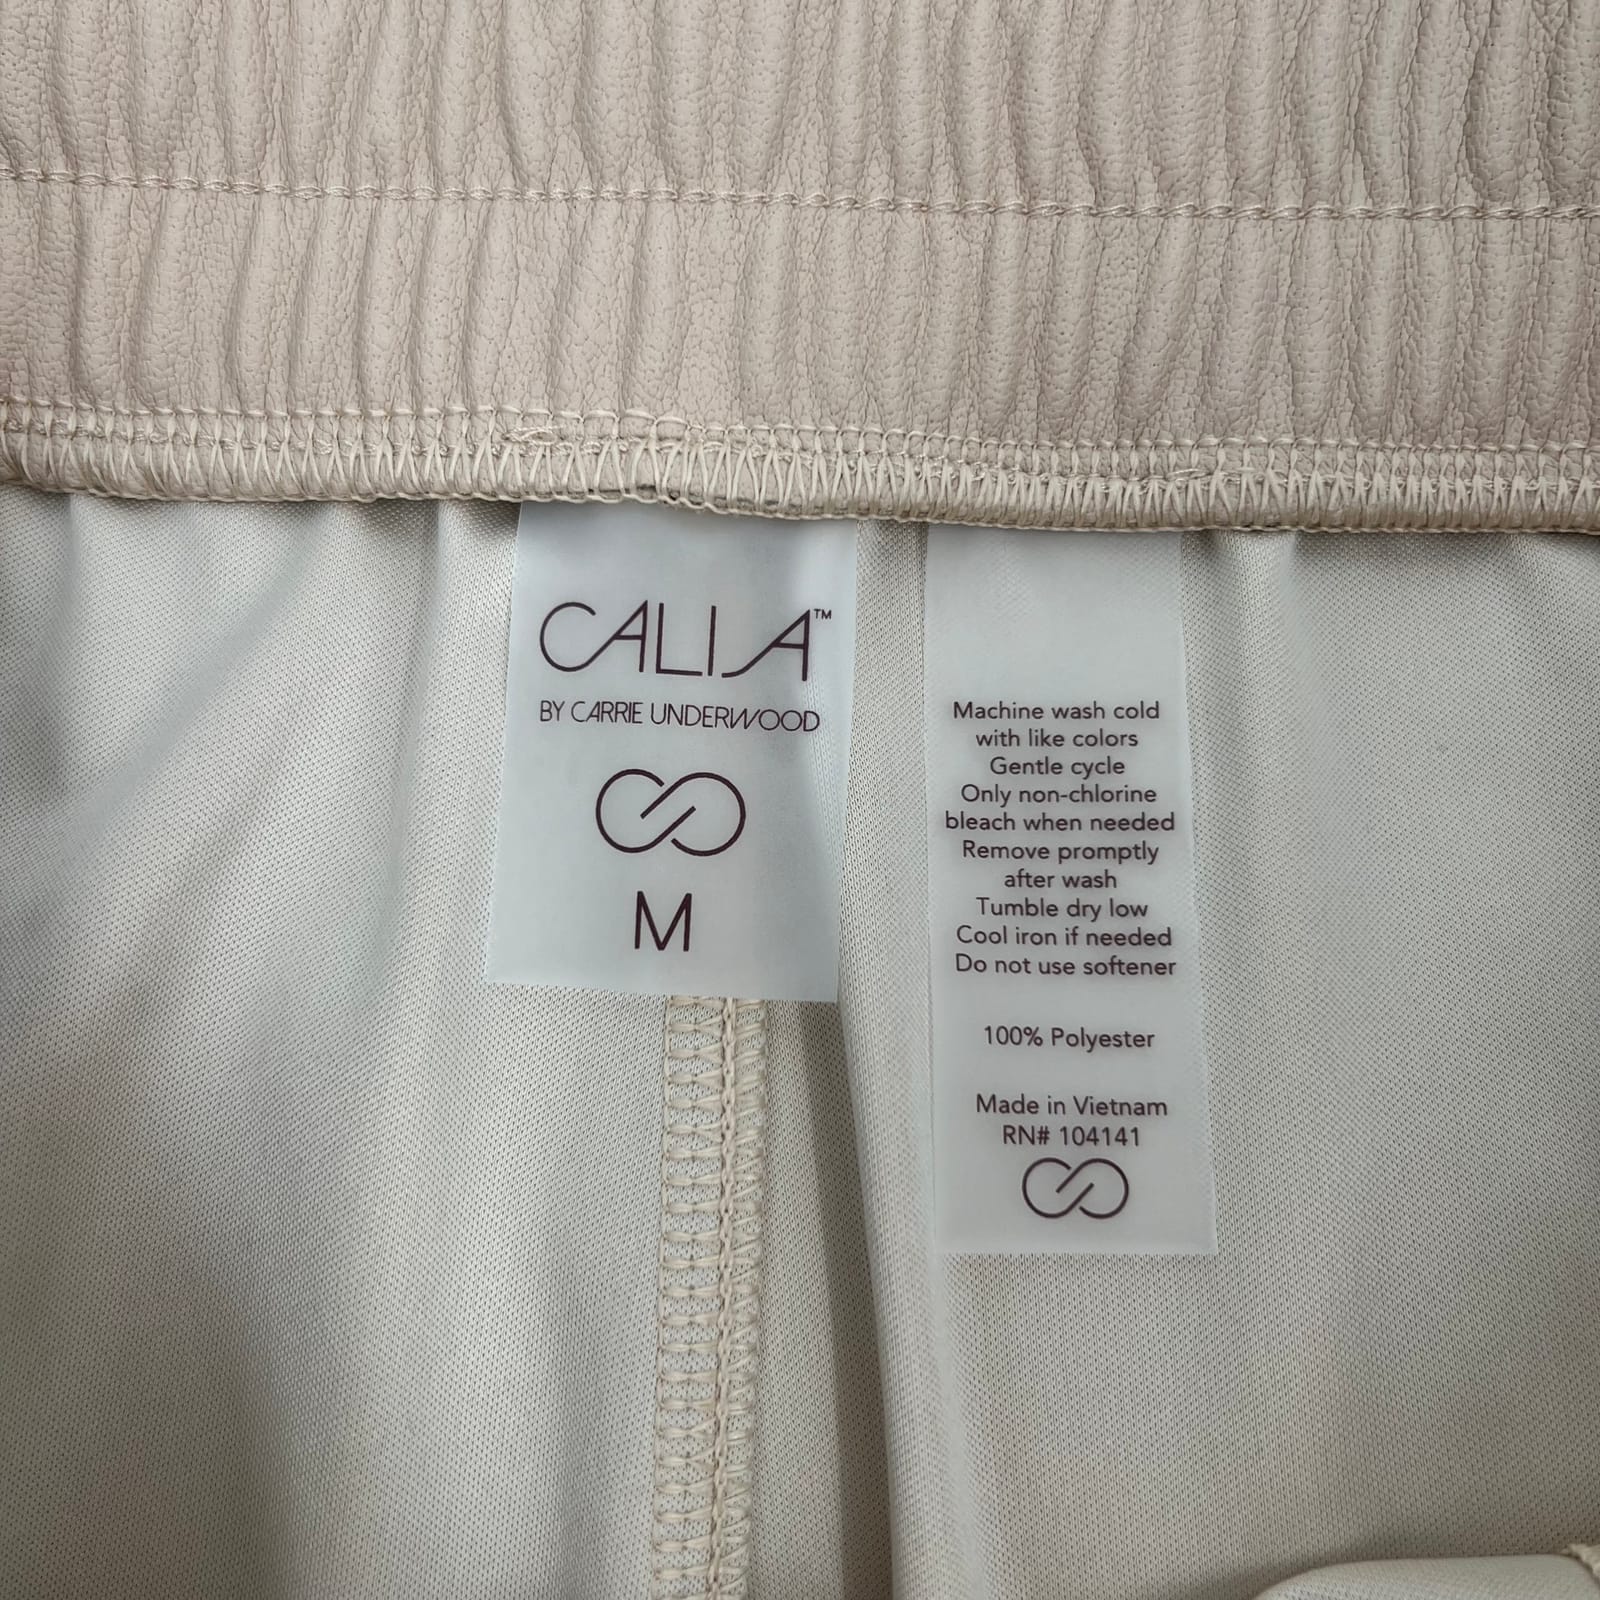 CALIA™
BY CARRIE UNDERWOOD
M
Machine wash cold
with like colors
Gentle cycle
Only non-chlorine
bleach when needed
Remove promptly
after wash
Tumble dry low
Cool iron if needed
Do not use softener
100% Polyester
Made in Vietnam
RN# 104141